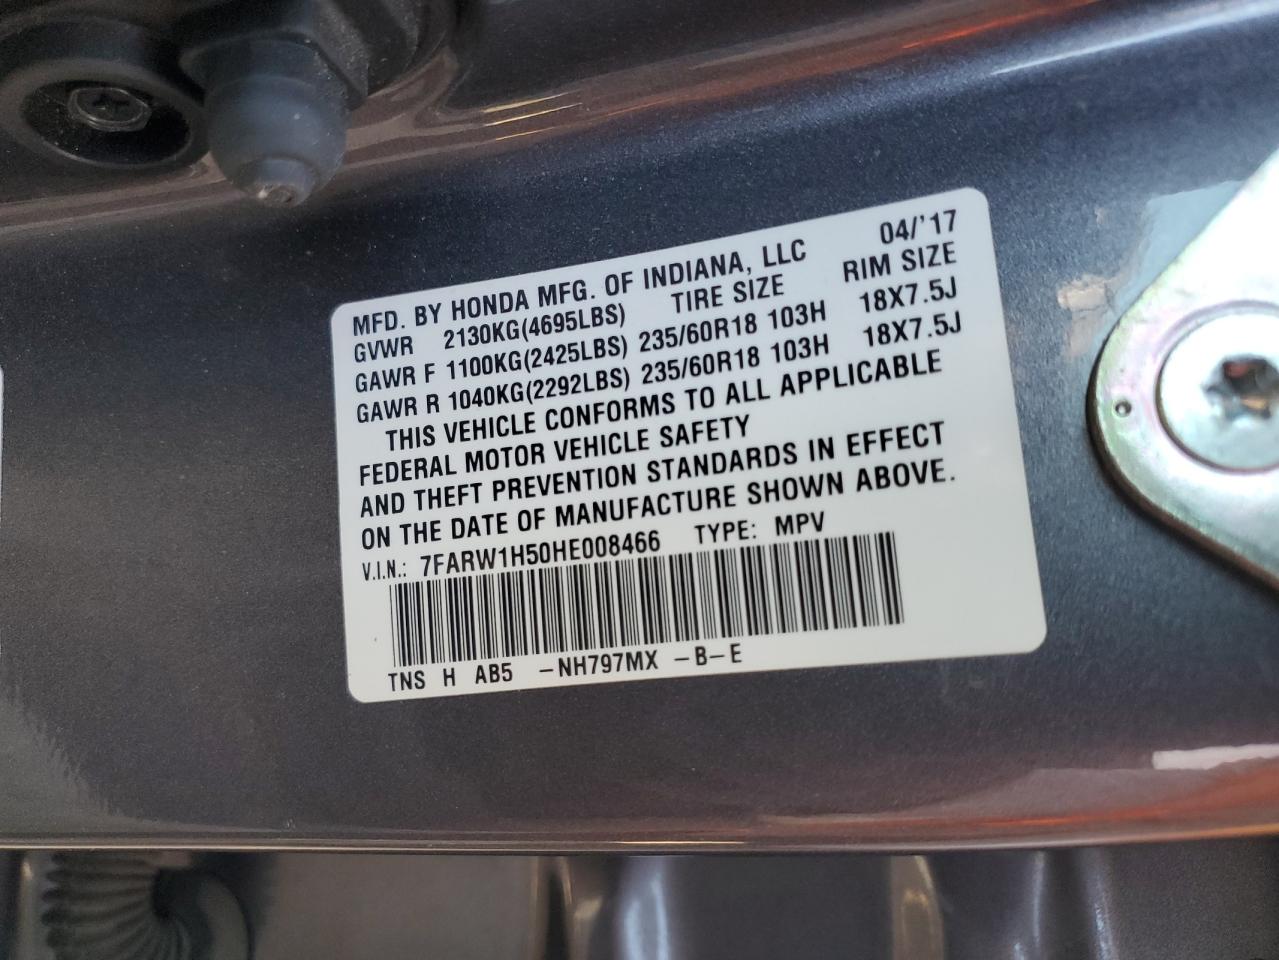 MFD. BY HONDA MFG. OF INDIANA, LLC 04/'17
GVWR 2130KG(4695LBS) TIRE SIZE RIM SIZE
GAWR F 1100KG(2425LBS) 235/60R18 103H 18X7.5J
GAWR R 1040KG(2292LBS) 235/60R18 103H 18X7.5J
THIS VEHICLE CONFORMS TO ALL APPLICABLE
FEDERAL MOTOR VEHICLE SAFETY
AND THEFT PREVENTION STANDARDS IN EFFECT
ON THE DATE OF MANUFACTURE SHOWN ABOVE.
V.I.N.: 7FARW1H50HE008466 TYPE: MPV
TNS H AB5 -NH797MX -B-E